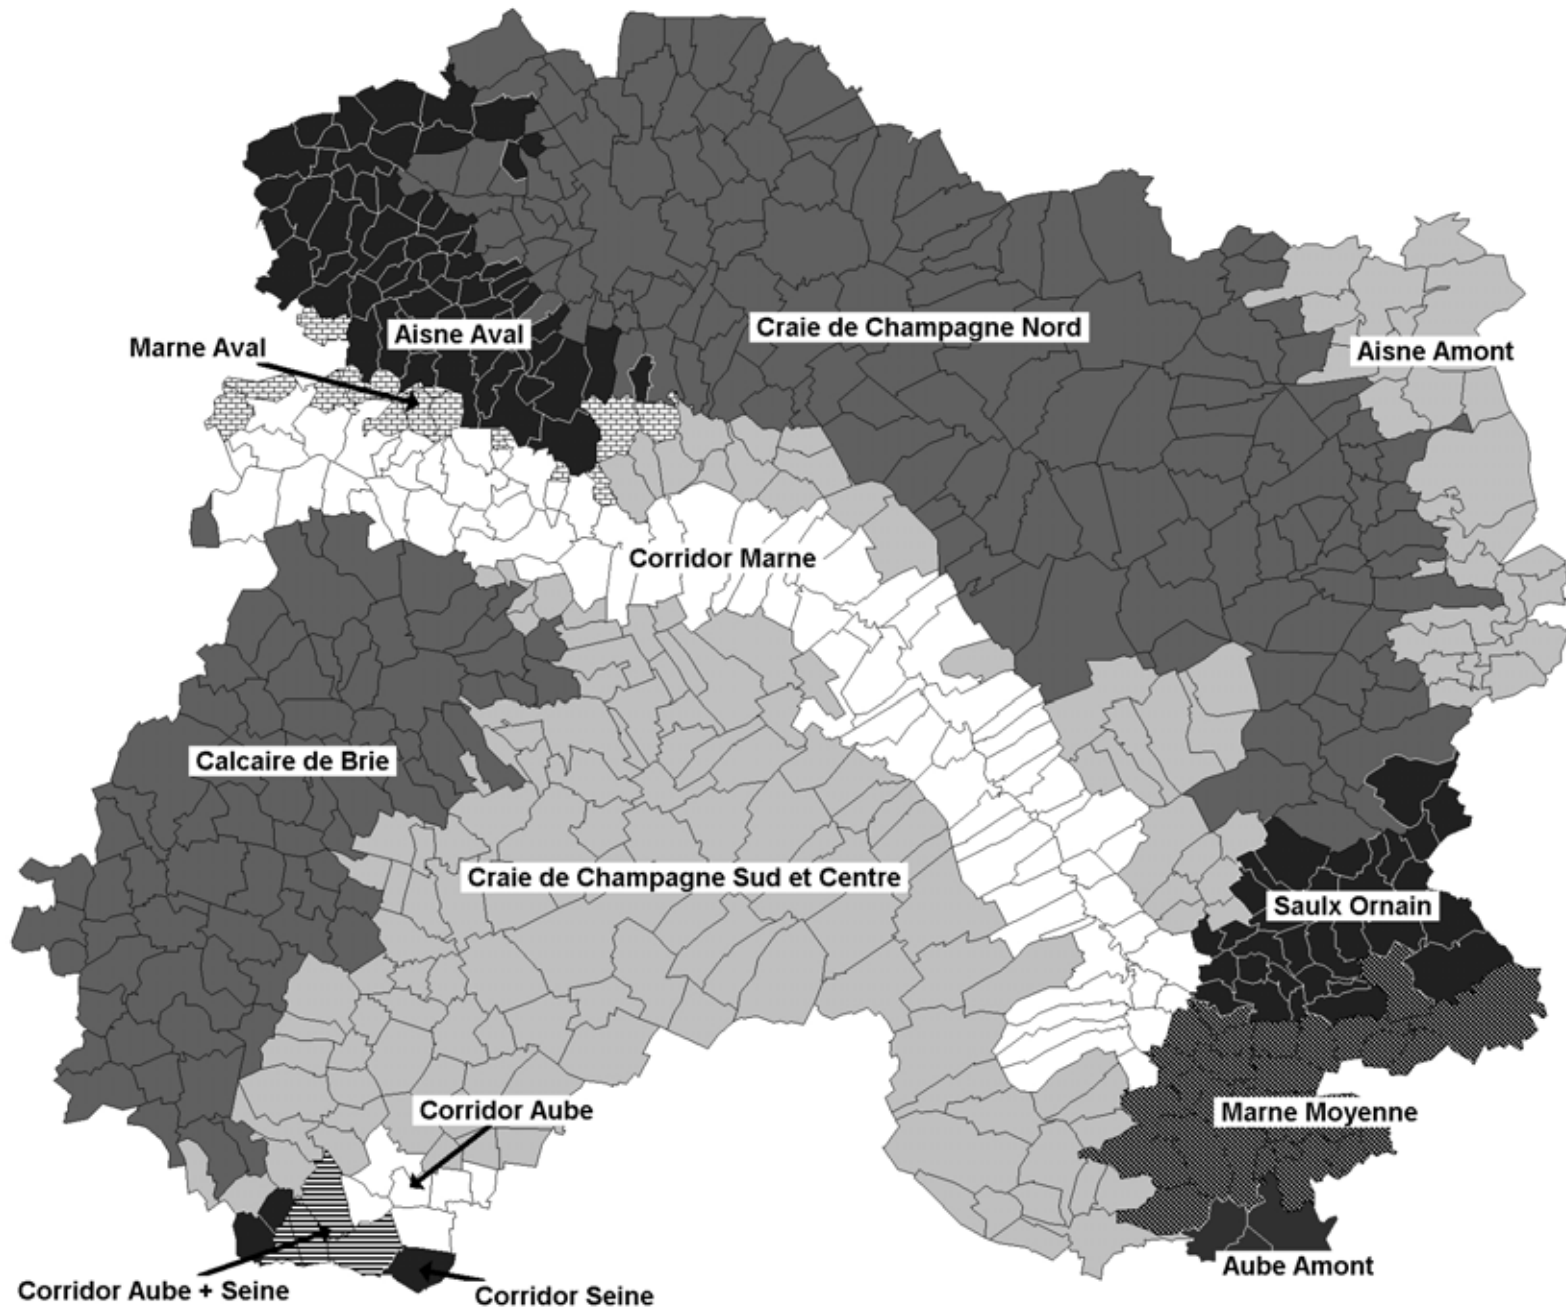 Craie de Champagne Nord
Aisne Aval
Marne Aval
Aisne Amont
Corridor Marne
Calcaire de Brie
Craie de Champagne Sud et Centre
Saulx Ornain
Corridor Aube
Marne Moyenne
Aube Amont
Corridor Aube + Seine
Corridor Seine